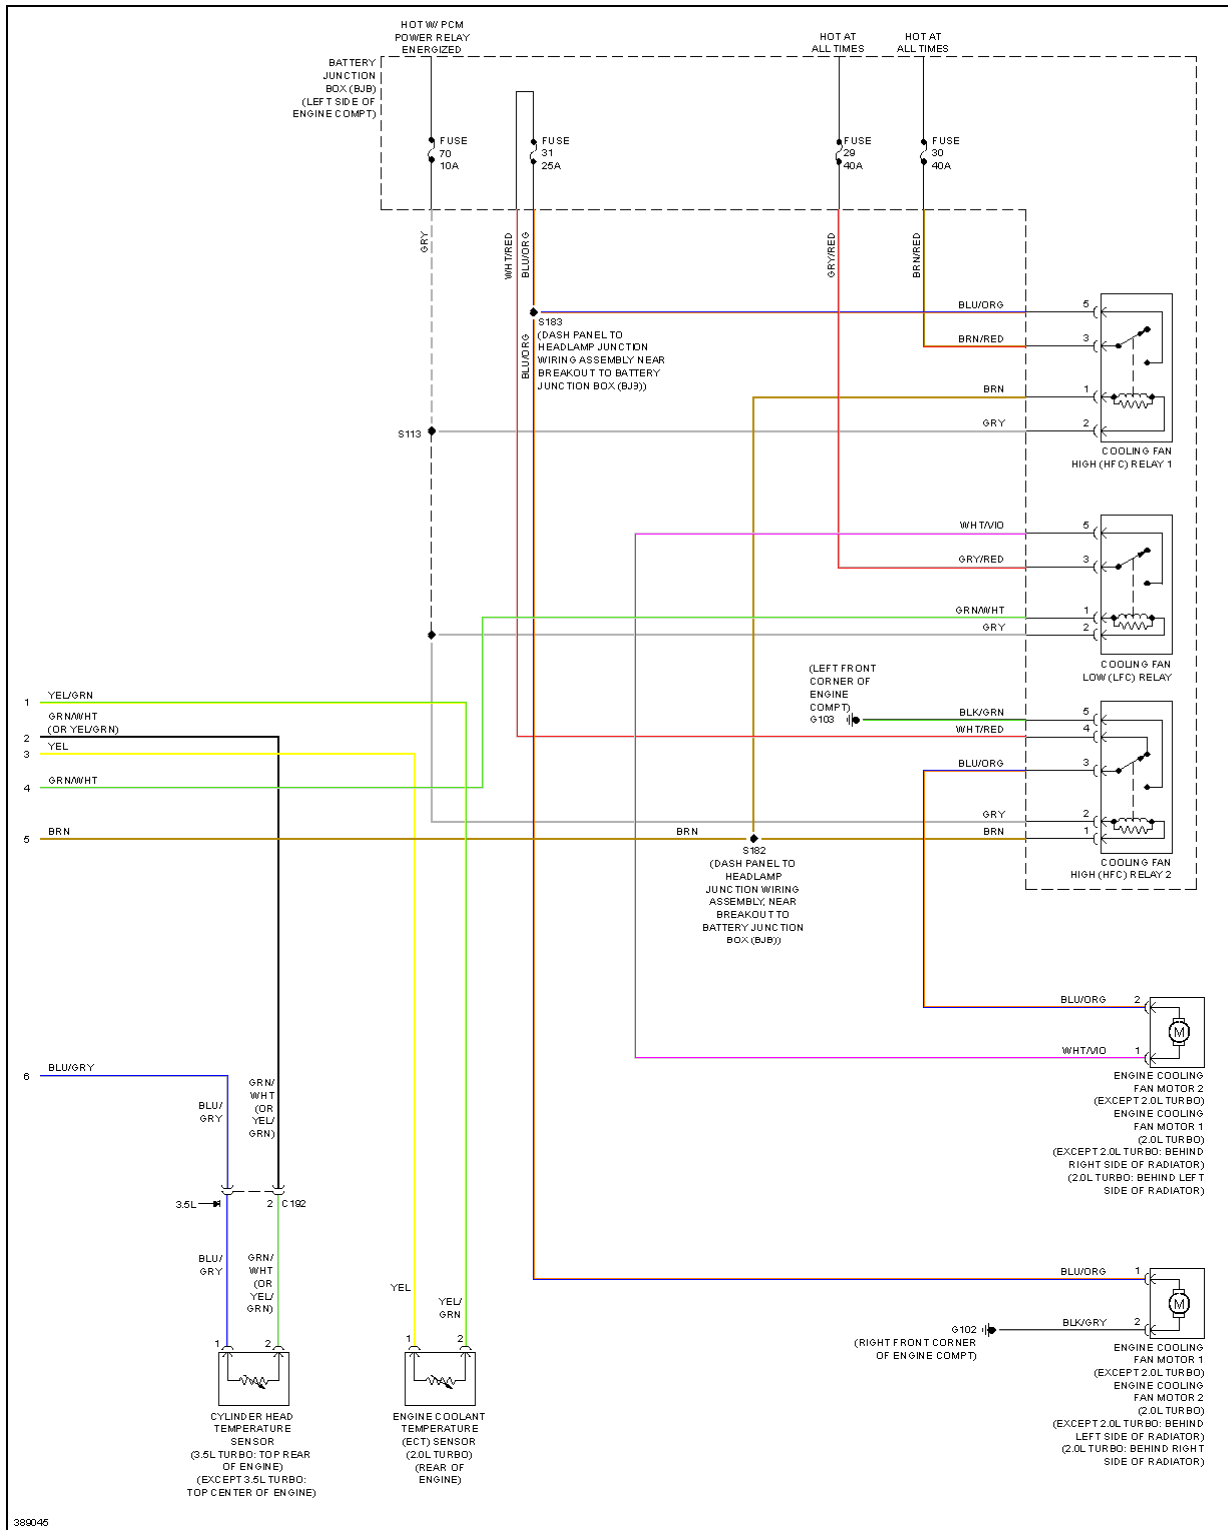 HOT W/ PCM
POWER RELAY
ENERGIZED
HOT AT
ALL TIMES
HOT AT
ALL TIMES
BATTERY
JUNCTION
BOX (BJB)
(LEFT SIDE OF
ENGINE COMPT)
FUSE
70
10A
FUSE
31
25A
FUSE
29
40A
FUSE
30
40A
GRY
WHT/RED
BLU/ORG
GRY/RED
BRN/RED
S183
(DASH PANEL TO
HEADLAMP JUNCTION
WIRING ASSEMBLY NEAR
BREAKOUT TO BATTERY
JUNCTION BOX (BJB))
BLU/ORG
BLU/ORG 5
BRN/RED 3
BRN 1
GRY 2
COOLING FAN
HIGH (HFC) RELAY 1
S113
WHT/VIO 5
GRY/RED 3
GRN/WHT 1
GRY 2
COOLING FAN
LOW (LFC) RELAY
(LEFT FRONT
CORNER OF
ENGINE
COMPT)
G103
BLK/GRN 5
WHT/RED 4
BLU/ORG 3
GRY 2
BRN 1
COOLING FAN
HIGH (HFC) RELAY 2
1 YEL/GRN
GRN/WHT
2 (OR YEL/GRN)
3 YEL
4 GRN/WHT
5 BRN
BRN
S182
(DASH PANEL TO
HEADLAMP
JUNCTION WIRING
ASSEMBLY, NEAR
BREAKOUT TO
BATTERY JUNCTION
BOX (BJB))
BLU/ORG 2
M
WHT/VIO 1
ENGINE COOLING
FAN MOTOR 2
(EXCEPT 2.0L TURBO)
ENGINE COOLING
FAN MOTOR 1
(2.0L TURBO)
(EXCEPT 2.0L TURBO: BEHIND
RIGHT SIDE OF RADIATOR)
(2.0L TURBO: BEHIND LEFT
SIDE OF RADIATOR)
6 BLU/GRY
BLU/
GRY
GRN/
WHT
(OR
YEL/
GRN)
3.5L 1 2 C192
BLU/
GRY
GRN/
WHT
(OR
YEL/
GRN)
YEL
YEL/
GRN
1 2
1 2
CYLINDER HEAD
TEMPERATURE
SENSOR
(3.5L TURBO: TOP REAR
OF ENGINE)
(EXCEPT 3.5L TURBO:
TOP CENTER OF ENGINE)
ENGINE COOLANT
TEMPERATURE
(ECT) SENSOR
(2.0L TURBO)
(REAR OF
ENGINE)
BLU/ORG 1
M
BLK/GRY 2
G102
(RIGHT FRONT CORNER
OF ENGINE COMPT)
ENGINE COOLING
FAN MOTOR 1
(EXCEPT 2.0L TURBO)
ENGINE COOLING
FAN MOTOR 2
(2.0L TURBO)
(EXCEPT 2.0L TURBO: BEHIND
LEFT SIDE OF RADIATOR)
(2.0L TURBO: BEHIND RIGHT
SIDE OF RADIATOR)
389045